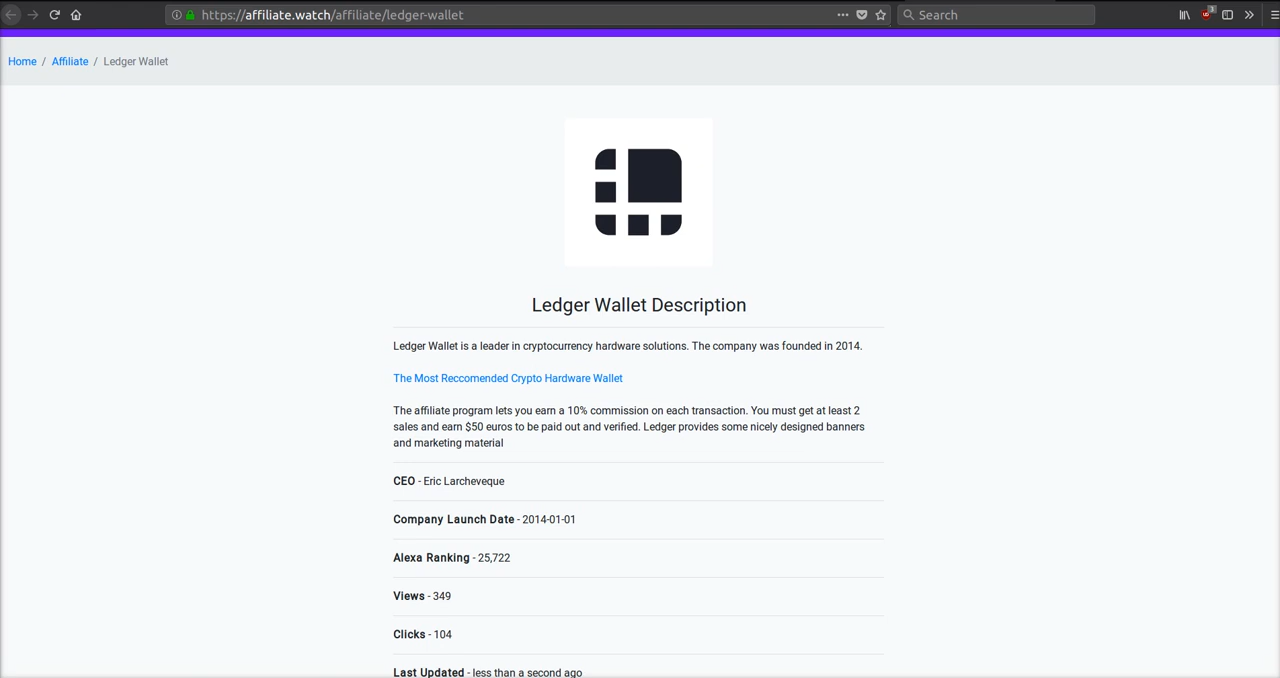 https://affiliate.watch/affiliate/ledger-wallet
Search
3
Home / Affiliate / Ledger Wallet
Ledger Wallet Description
Ledger Wallet is a leader in cryptocurrency hardware solutions. The company was founded in 2014.
The Most Reccomended Crypto Hardware Wallet
The affiliate program lets you earn a 10% commission on each transaction. You must get at least 2
sales and earn $50 euros to be paid out and verified. Ledger provides some nicely designed banners
and marketing material
CEO - Eric Larcheveque
Company Launch Date - 2014-01-01
Alexa Ranking - 25,722
Views - 349
Clicks - 104
Last Updated - less than a second ago